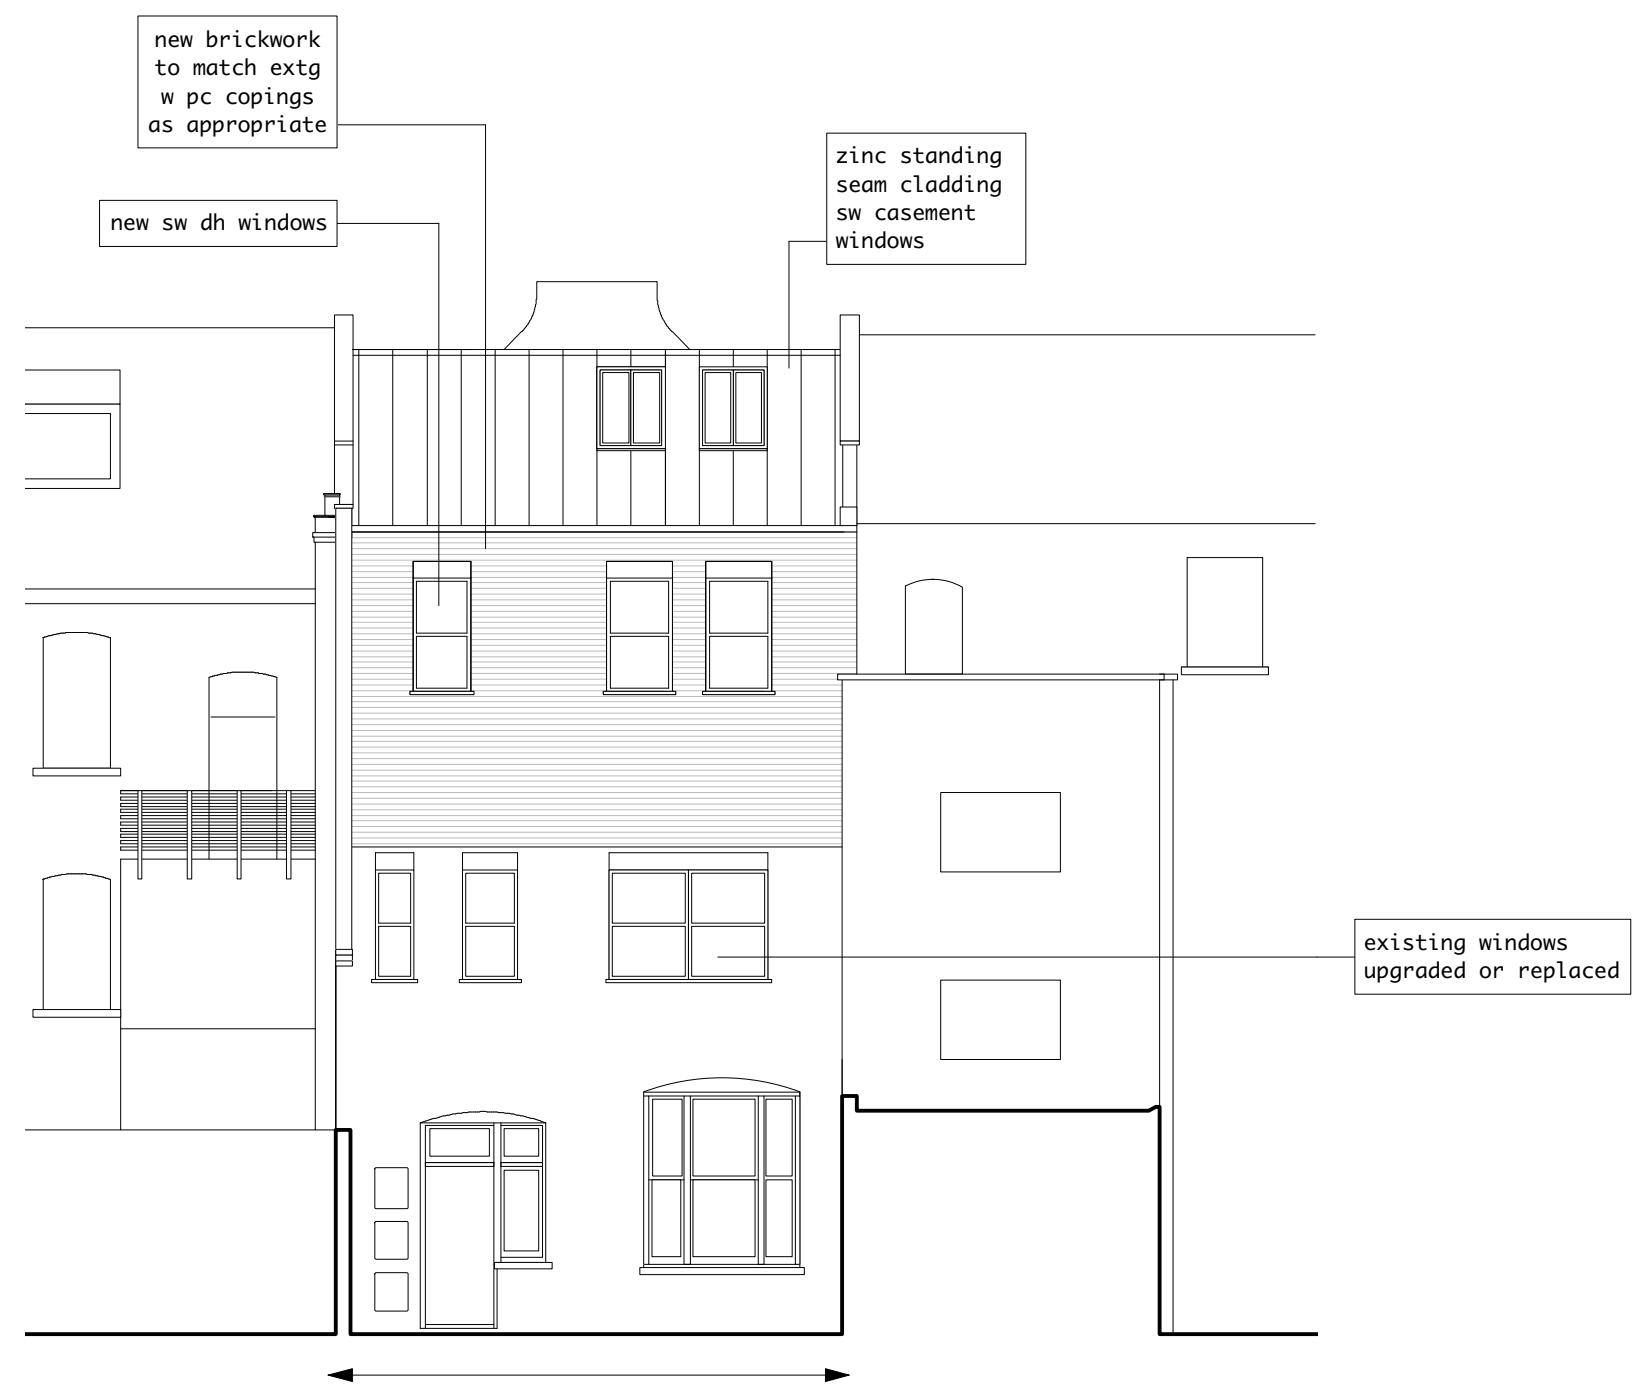 new brickwork
to match extg
w pc copings
as appropriate
new sw dh windows
zinc standing
seam cladding
sw casement
windows
existing windows
upgraded or replaced